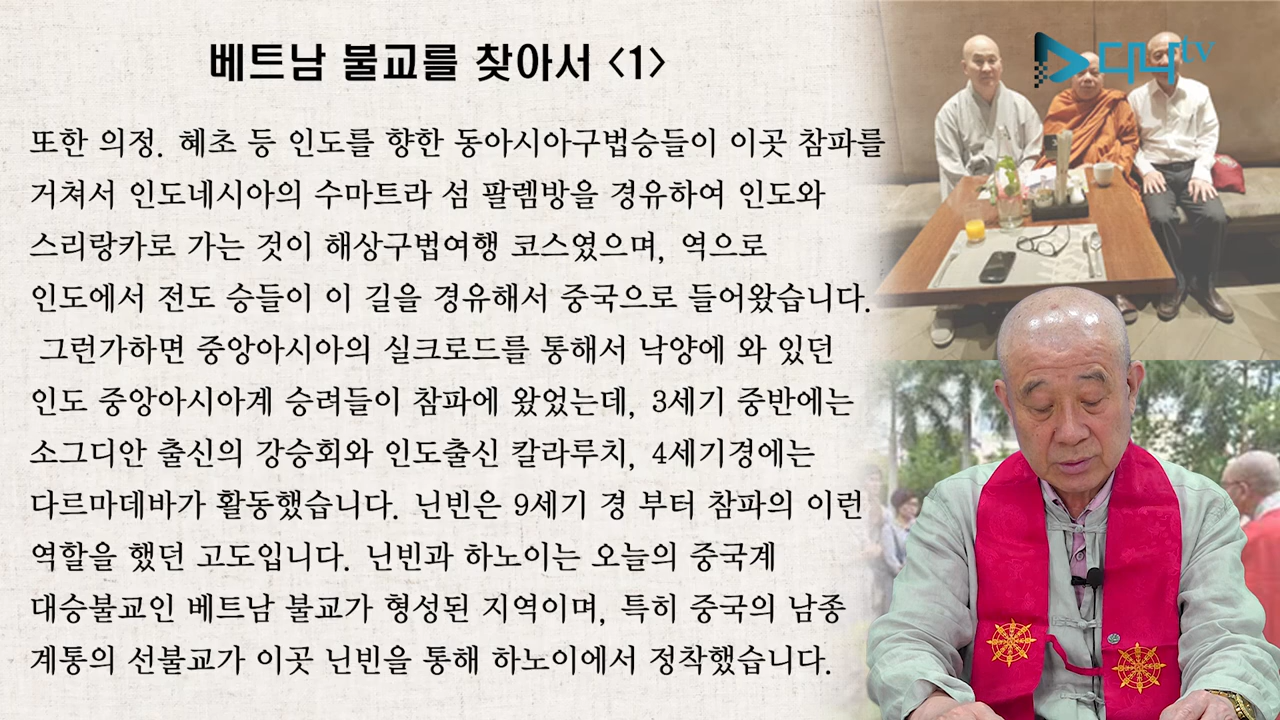 베트남 불교를 찾아서 <1>
다나tv
또한 의정. 혜초 등 인도를 향한 동아시아구법승들이 이곳 참파를
거쳐서 인도네시아의 수마트라 섬 팔렘방을 경유하여 인도와
스리랑카로 가는 것이 해상구법여행 코스였으며, 역으로
인도에서 전도 승들이 이 길을 경유해서 중국으로 들어왔습니다.
그런가하면 중앙아시아의 실크로드를 통해서 낙양에 와 있던
인도 중앙아시아계 승려들이 참파에 왔었는데, 3세기 중반에는
소그디안 출신의 강승회와 인도출신 칼라루치, 4세기경에는
다르마데바가 활동했습니다. 닌빈은 9세기 경 부터 참파의 이런
역할을 했던 고도입니다. 닌빈과 하노이는 오늘의 중국계
대승불교인 베트남 불교가 형성된 지역이며, 특히 중국의 남종
계통의 선불교가 이곳 닌빈을 통해 하노이에서 정착했습니다.